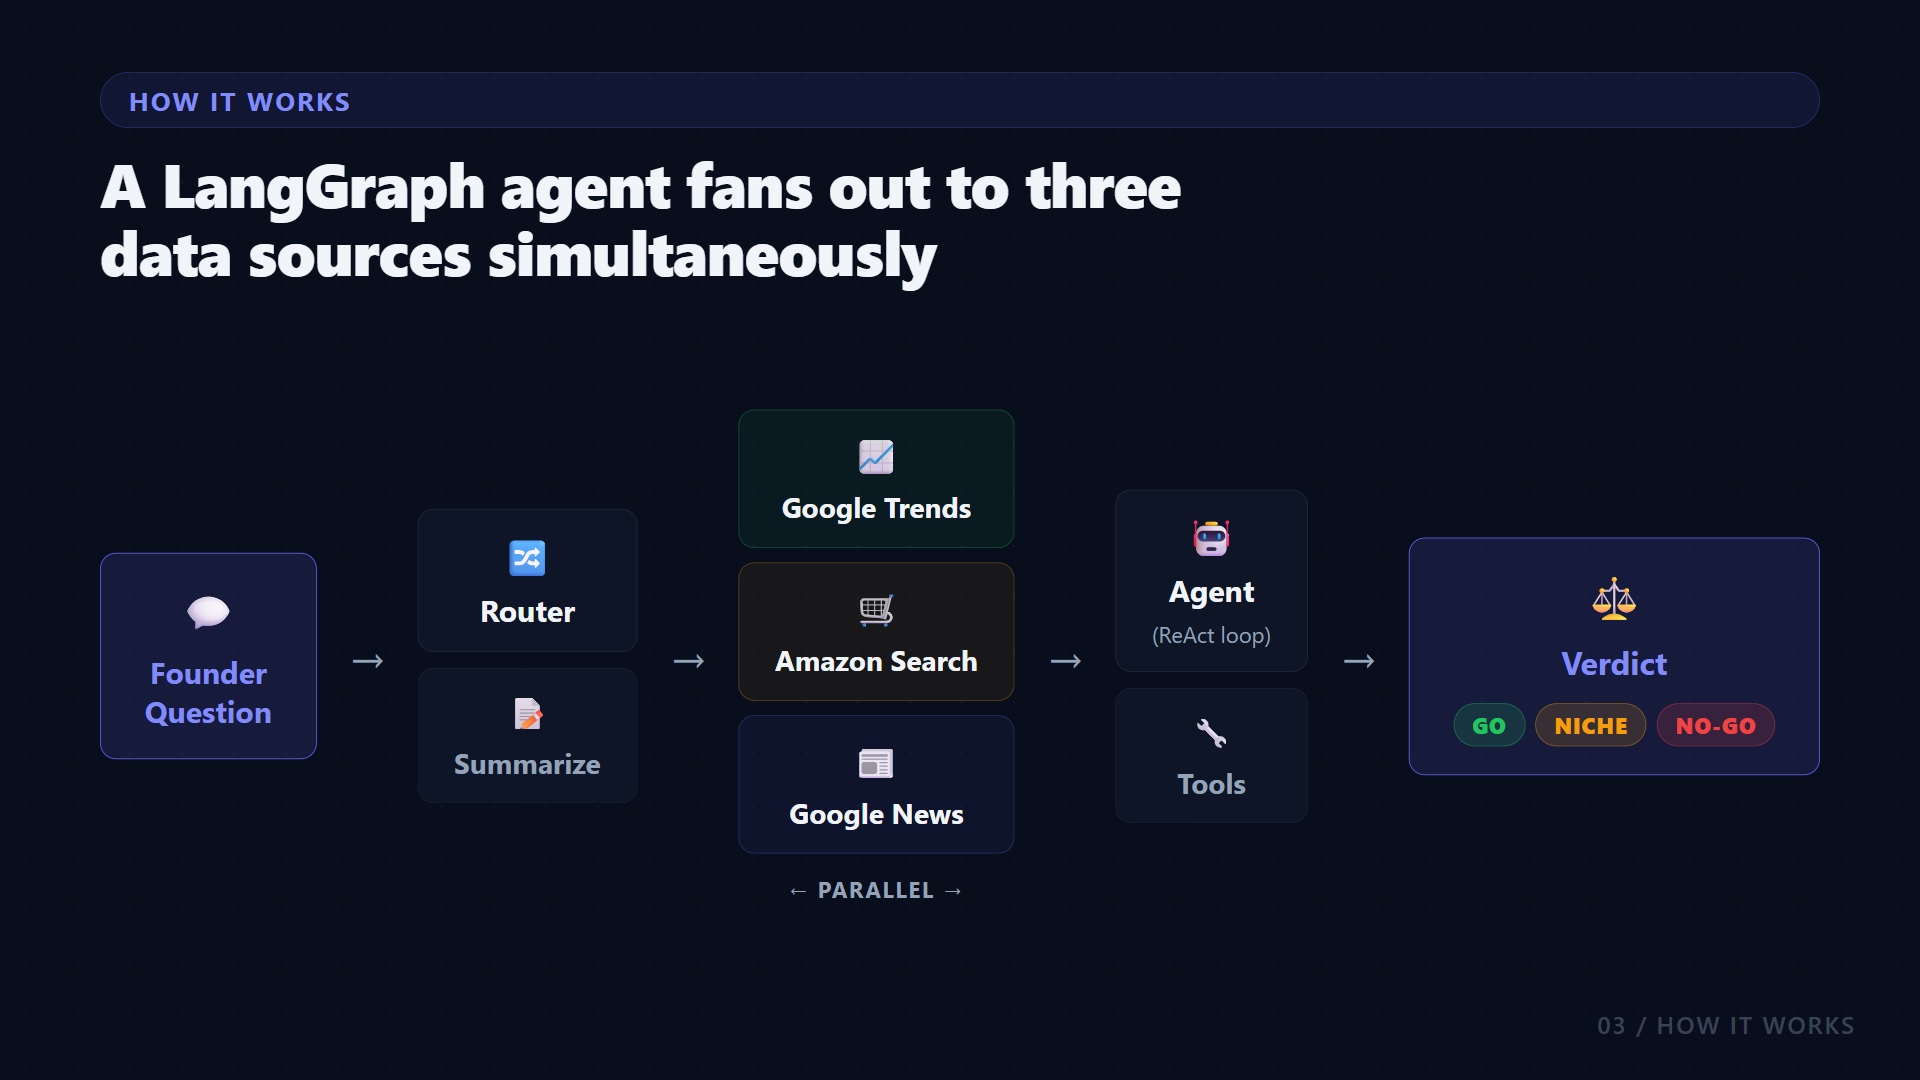 HOW IT WORKS
A LangGraph agent fans out to three
data sources simultaneously
Founder
Question
→
Router
Summarize
→
Google Trends
Amazon Search
Google News
← PARALLEL →
→
Agent
(ReAct loop)
Tools
→
Verdict
GO NICHE NO-GO
03 / HOW IT WORKS